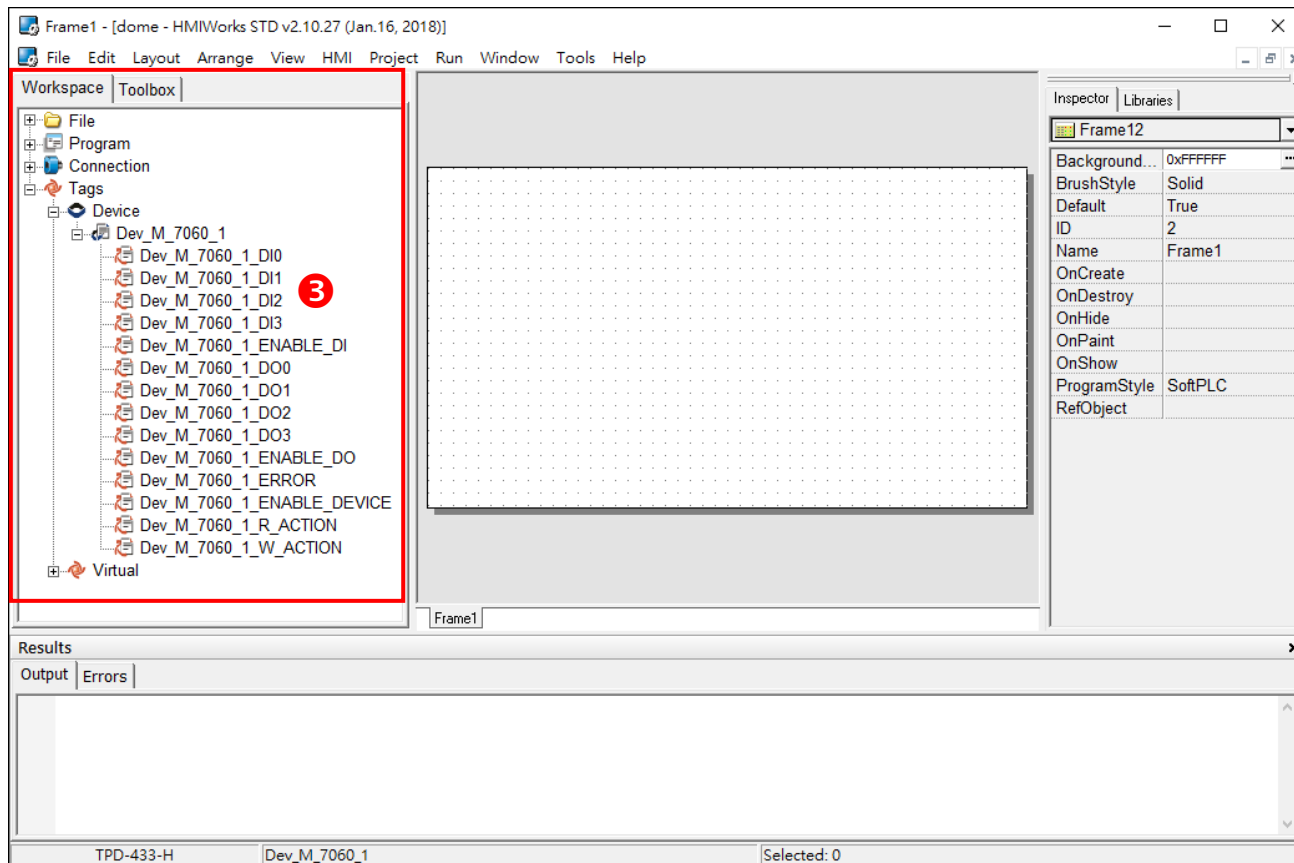 Frame1 - [dome - HMIWorks STD v2.10.27 (Jan.16, 2018)]
File Edit Layout Arrange View HMI Project Run Window Tools Help
Workspace Toolbox
File
Program
Connection
Tags
Device
Dev_M_7060_1
Dev_M_7060_1_DI0
Dev_M_7060_1_DI1
Dev_M_7060_1_DI2
Dev_M_7060_1_DI3
Dev_M_7060_1_ENABLE_DI
Dev_M_7060_1_DO0
Dev_M_7060_1_DO1
Dev_M_7060_1_DO2
Dev_M_7060_1_DO3
Dev_M_7060_1_ENABLE_DO
Dev_M_7060_1_ERROR
Dev_M_7060_1_ENABLE_DEVICE
Dev_M_7060_1_R_ACTION
Dev_M_7060_1_W_ACTION
Virtual
3
Frame1
Inspector Libraries
Frame12
Background... 0xFFFFFF ...
BrushStyle Solid
Default True
ID 2
Name Frame1
OnCreate
OnDestroy
OnHide
OnPaint
OnShow
ProgramStyle SoftPLC
RefObject
Results
Output Errors
TPD-433-H Dev_M_7060_1 Selected: 0